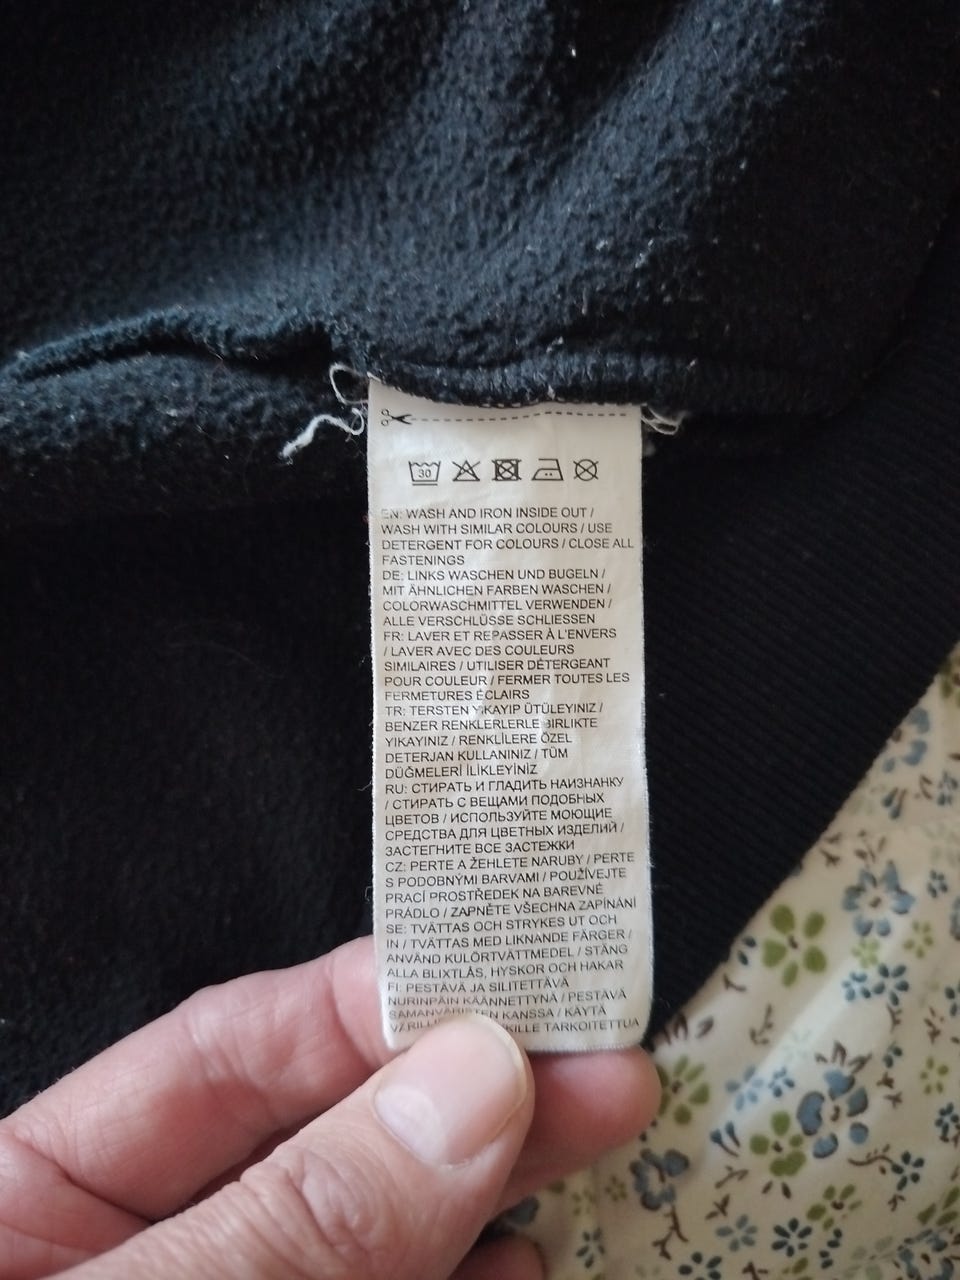 30
EN: WASH AND IRON INSIDE OUT /
WASH WITH SIMILAR COLOURS / USE
DETERGENT FOR COLOURS / CLOSE ALL
FASTENINGS
DE: LINKS WASCHEN UND BUGELN /
MIT ÄHNLICHEN FARBEN WASCHEN /
COLORWASCHMITTEL VERWENDEN /
ALLE VERSCHLÜSSE SCHLIESSEN
FR: LAVER ET REPASSER À L'ENVERS
/ LAVER AVEC DES COULEURS
SIMILAIRES / UTILISER DÉTERGEANT
POUR COULEUR / FERMER TOUTES LES
FERMETURES ÉCLAIRS
TR: TERSTEN YIKAYIP ÜTÜLEYINIZ /
BENZER RENKLERLERLE BIRLIKTE
YIKAYINIZ / RENKLİLERE ÖZEL
DETERJAN KULLANINIZ / TÜM
DÜĞMELERİ İLİKLEYİNİZ
RU: СТИРАТЬ И ГЛАДИТЬ НАИЗНАНКУ
/ СТИРАТЬ С ВЕЩАМИ ПОДОБНЫХ
ЦВЕТОВ / ИСПОЛЬЗУЙТЕ МОЮЩИЕ
СРЕДСТВА ДЛЯ ЦВЕТНЫХ ИЗДЕЛИЙ /
ЗАСТЕГНИТЕ ВСЕ ЗАСТЕЖКИ
CZ: PERTE A ŽEHLETE NARUBY / PERTE
S PODOBNÝMI BARVAMI / POUŽÍVEJTE
PRACÍ PROSTŘEDEK NA BAREVNÉ
PRÁDLO / ZAPNĚTE VŠECHNA ZAPÍNÁNÍ
SE: TVÄTTAS OCH STRYKES UT OCH
IN / TVÄTTAS MED LIKNANDE FÄRGER /
ANVÄND KULÖRTVÄTTMEDEL / STÄNG
ALLA BLIXTLÅS, HYSKOR OCH HAKAR
FI: PESTÄVÄ JA SILITETTÄVÄ
NURINPÄIN KÄÄNNETTYNÄ / PESTÄVÄ
SAMANVÄRISTEN KANSSA / KÄYTÄ
TARKOITETTUA